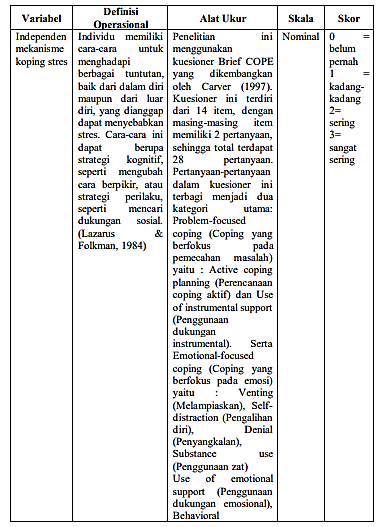 Variabel
Definisi
Operasional
Alat Ukur
Skala
Skor
Independen
mekanisme
koping stres
Individu memiliki
cara-cara untuk
menghadapi
berbagai tuntutan,
baik dari dalam diri
maupun dari luar
diri, yang dianggap
dapat menyebabkan
stres. Cara-cara ini
dapat berupa
strategi kognitif,
seperti mengubah
cara berpikir, atau
strategi perilaku,
seperti mencari
dukungan sosial.
(Lazarus &
Folkman, 1984)
Penelitian ini
menggunakan
kuesioner Brief COPE
yang dikembangkan
oleh Carver (1997).
Kuesioner ini terdiri
dari 14 item, dengan
masing-masing item
memiliki 2 pertanyaan,
sehingga total terdapat
28 pertanyaan.
Pertanyaan-pertanyaan
dalam kuesioner ini
terbagi menjadi dua
kategori utama:
Problem-focused
coping (Coping yang
berfokus pada
pemecahan masalah)
yaitu : Active coping
planning (Perencanaan
coping aktif) dan Use
of instrumental support
(Penggunaan
dukungan
instrumental). Serta
Emotional-focused
coping (Coping yang
berfokus pada emosi)
yaitu : Venting
(Melampiaskan), Self-
distraction (Pengalihan
diri), Denial
(Penyangkalan),
Substance use
(Penggunaan zat)
Use of emotional
support (Penggunaan
dukungan emosional),
Behavioral
Nominal
0 =
belum
pernah
1 =
kadang-
kadang
2=
sering
3=
sangat
sering